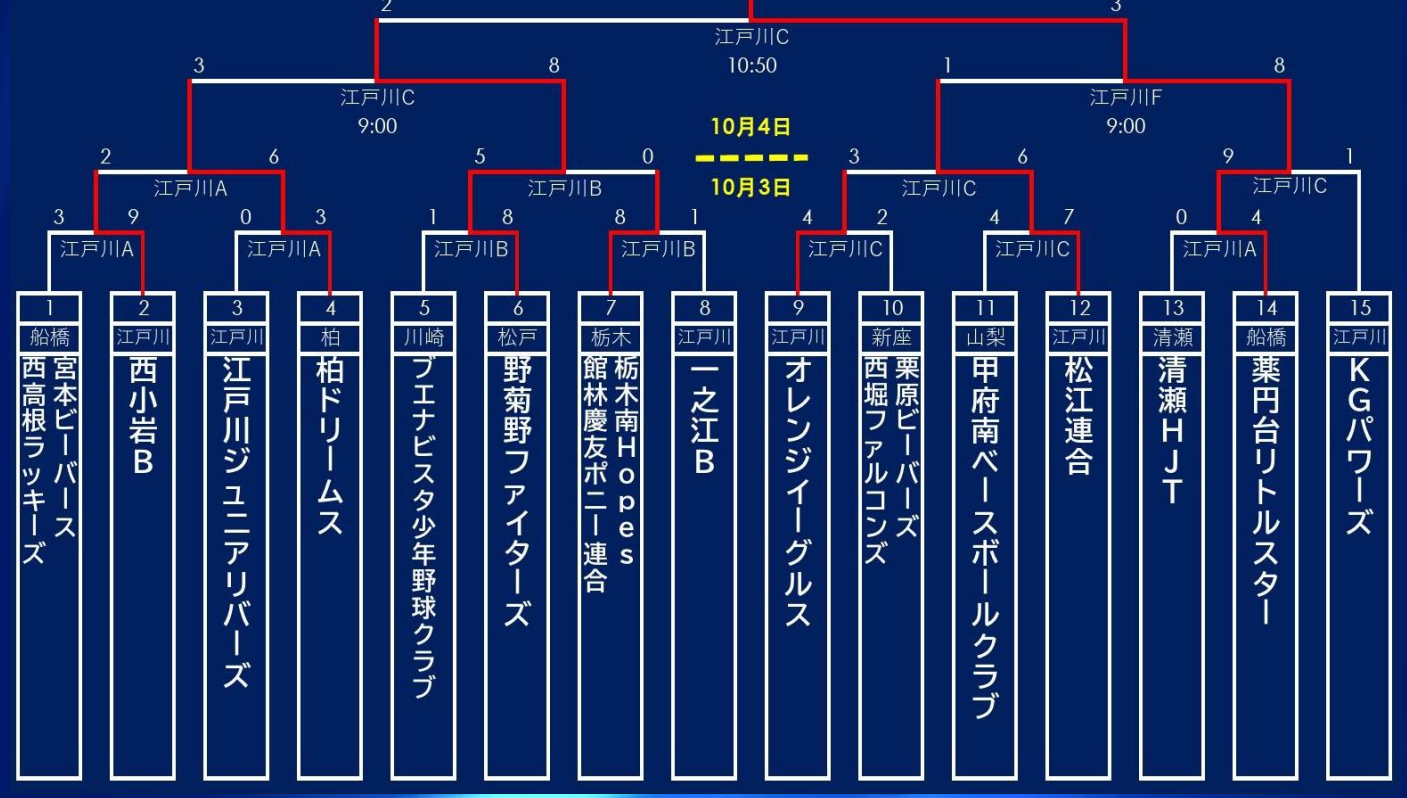 2 3
江戸川C
3 8 10:50 1 8
江戸川C 江戸川F
9:00 10月4日 9:00
2 6 5 0 3 6 9 1
江戸川A 江戸川B 10月3日 江戸川C 江戸川C
3 9 0 3 1 8 8 1 4 2 4 7 0 4
江戸川A 江戸川A 江戸川B 江戸川B 江戸川C 江戸川C 江戸川A
1 2 3 4 5 6 7 8 9 10 11 12 13 14 15
船橋 江戸川 江戸川 柏 川崎 松戸 栃木 江戸川 江戸川 新座 山梨 江戸川 清瀬 船橋 江戸川
宮本ビーバース
西高根ラッキーズ
西小岩B
江戸川ジュニアリバーズ
柏ドリームス
ブエナビスタ少年野球クラブ
野菊野ファイターズ
栃木南Hopes
館林慶友ポニー連合
一之江B
オレンジイーグルス
栗原ビーバーズ
西堀ファルコンズ
甲府南ベースボールクラブ
松江連合
清瀬HJT
薬円台リトルスター
KGパワーズ